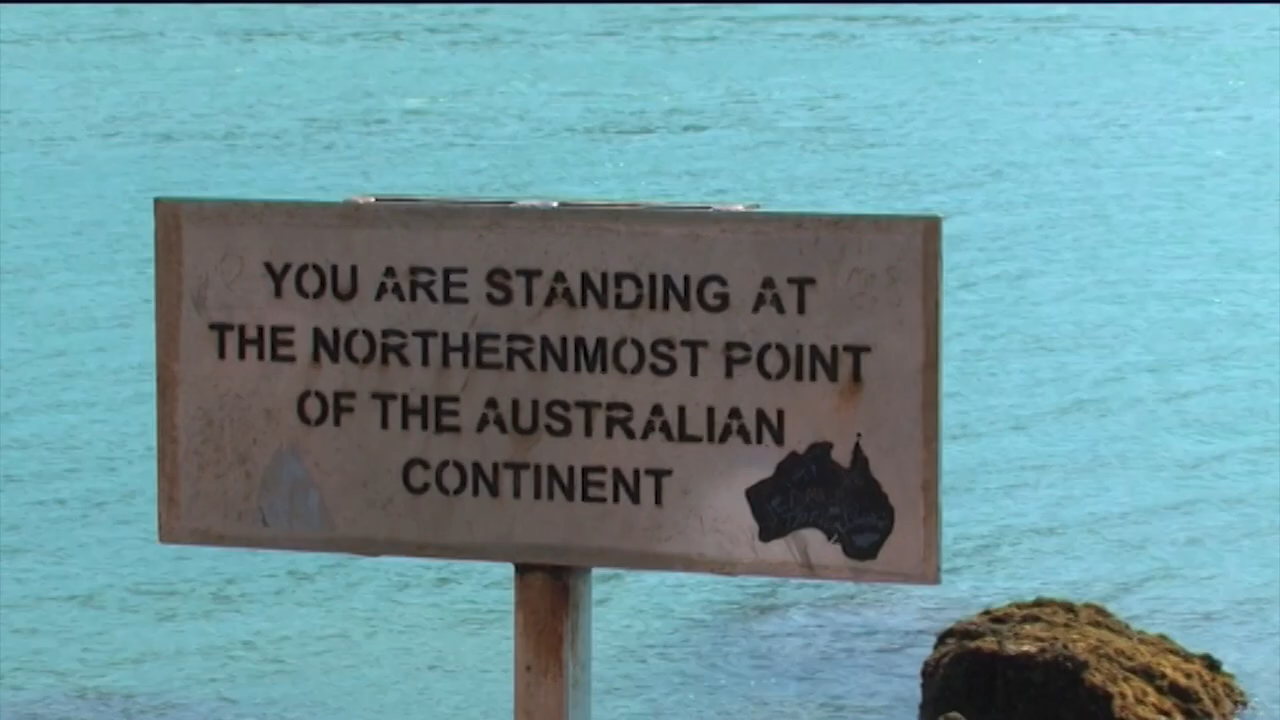 YOU ARE STANDING AT
THE NORTHERNMOST POINT
OF THE AUSTRALIAN
CONTINENT